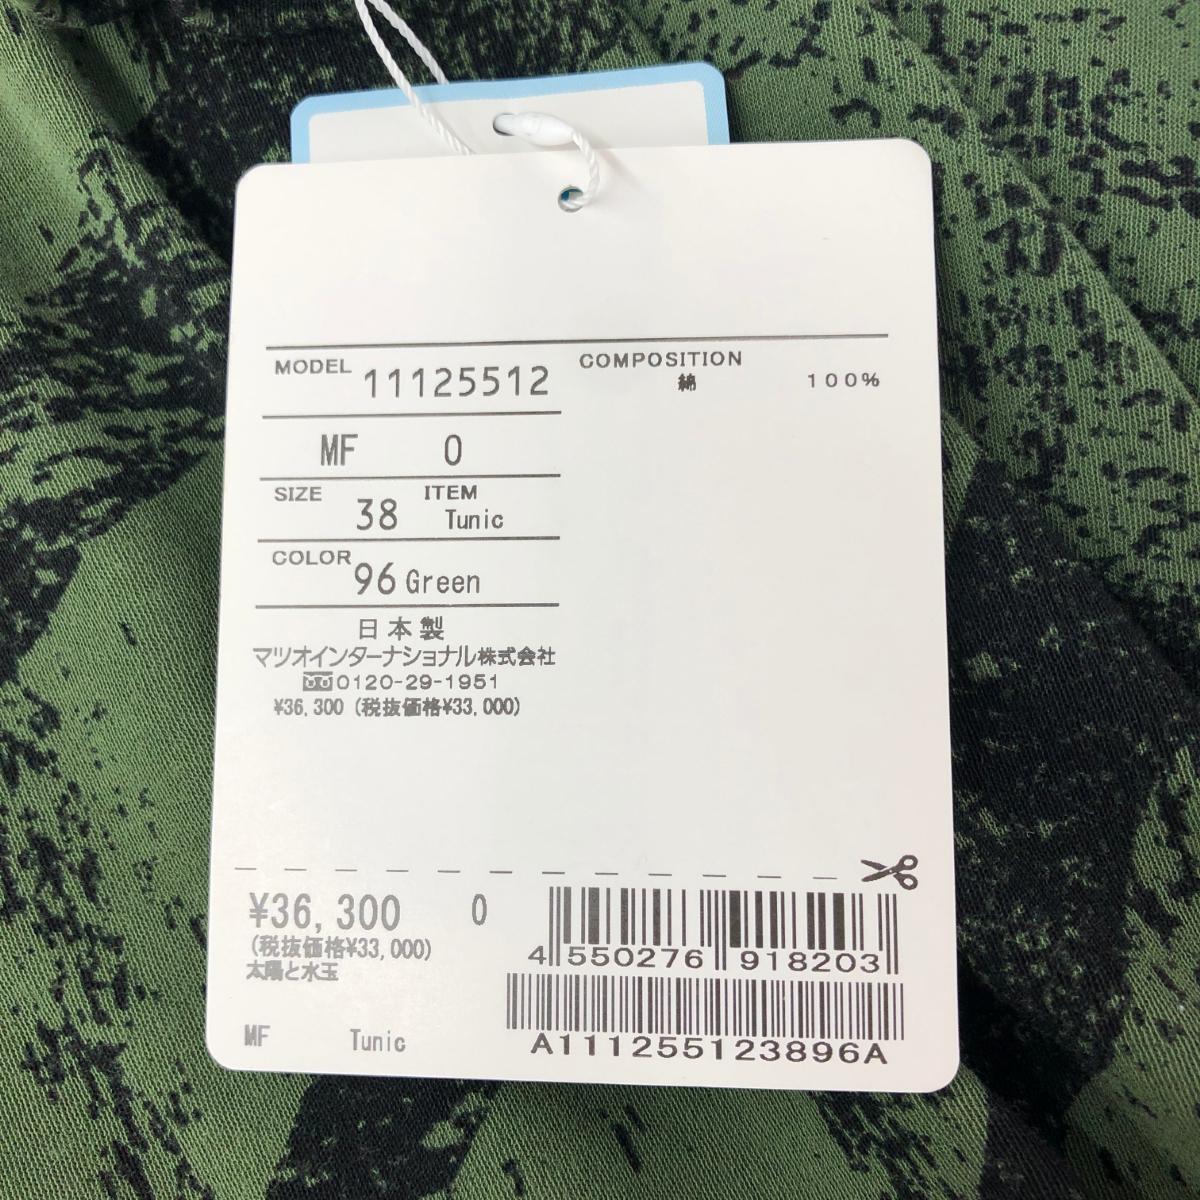 MODEL 11125512
COMPOSITION
綿 100%
MF 0
SIZE 38 ITEM Tunic
COLOR 96 Green
日本製
マツオインターナショナル株式会社
0120-29-1951
¥36,300 (税抜価格¥33,000)
¥36,300 0
(税抜価格¥33,000)
太陽と水玉
MF Tunic
4 550276 918203
A111255123896A